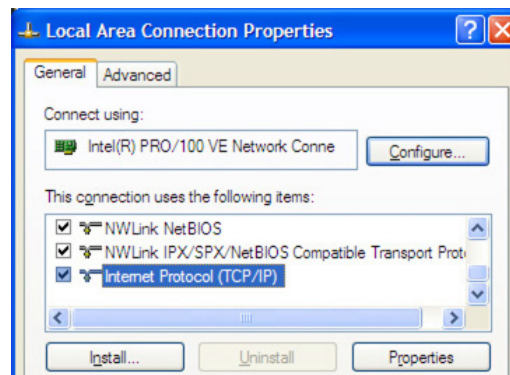 Local Area Connection Properties
General Advanced
Connect using:
Intel(R) PRO/100 VE Network Conne
Configure...
This connection uses the following items:
NWLink NetBIOS
NWLink IPX/SPX/NetBIOS Compatible Transport Prot
Internet Protocol (TCP/IP)
Install... Uninstall Properties